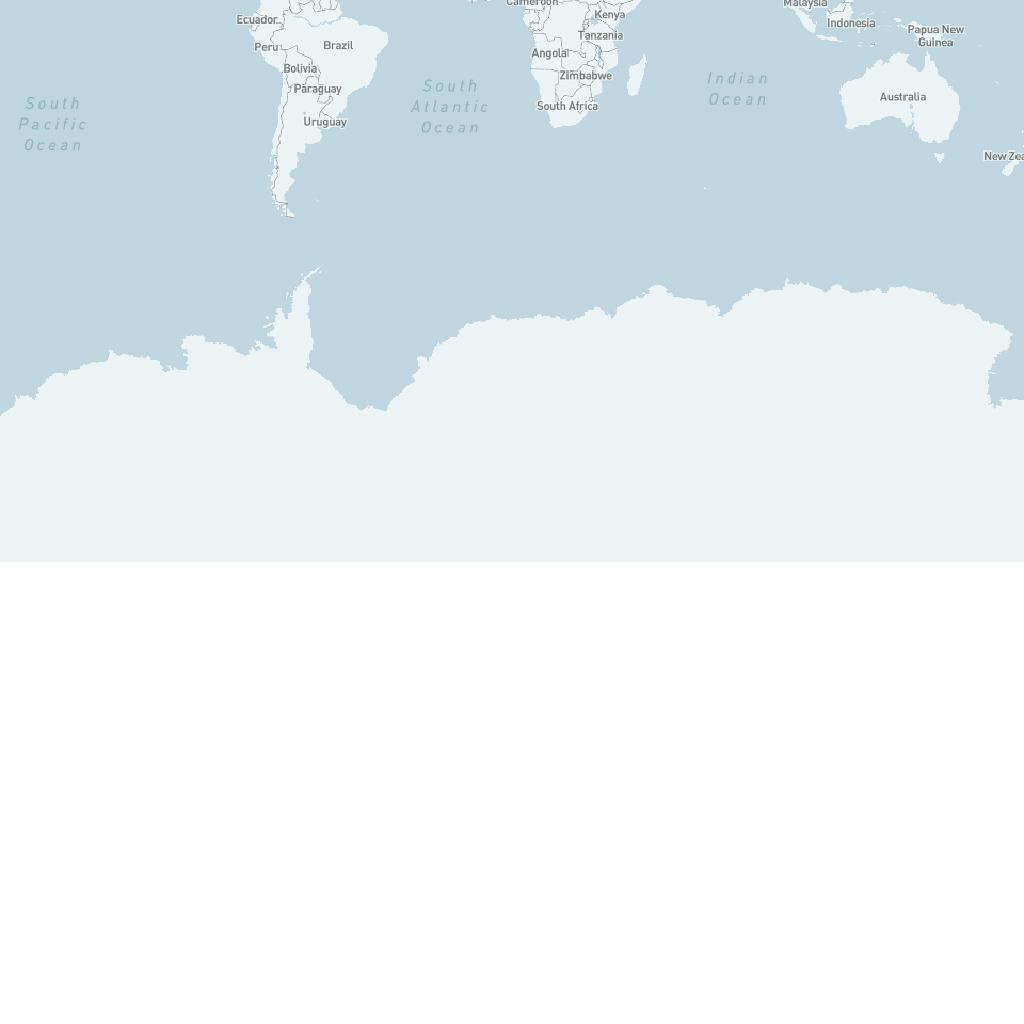 Cameroon
Malaysia
Ecuador...
Kenya
Indonesia
Papua New
Guinea
Peru
Brazil
Angola
Tanzania
Bolivia
Zimbabwe
Paraguay
South
Atlantic
Ocean
Indian
Ocean
Australia
South
Pacific
Ocean
South Africa
Uruguay
New Zea